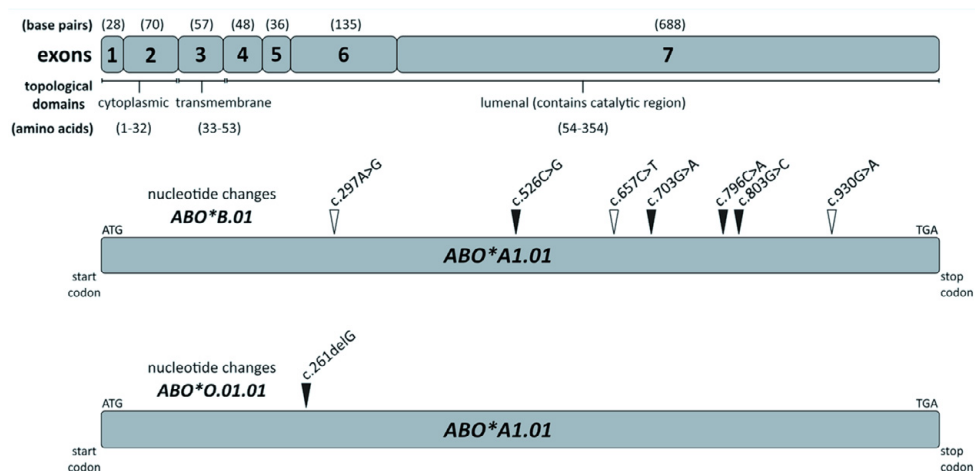 (base pairs) (28) (70) (57) (48) (36) (135) (688)
exons 1 2 3 4 5 6 7
topological
domains cytoplasmic transmembrane lumenal (contains catalytic region)
(amino acids) (1-32) (33-53) (54-354)
nucleotide changes
ABO*B.01
c.297A>G c.526C>G c.657C>T c.703G>A c.796C>A c.803G>C c.930G>A
ATG TGA
ABO*A1.01
start
codon
stop
codon
nucleotide changes
ABO*O.01.01
c.261delG
ATG TGA
ABO*A1.01
start
codon
stop
codon